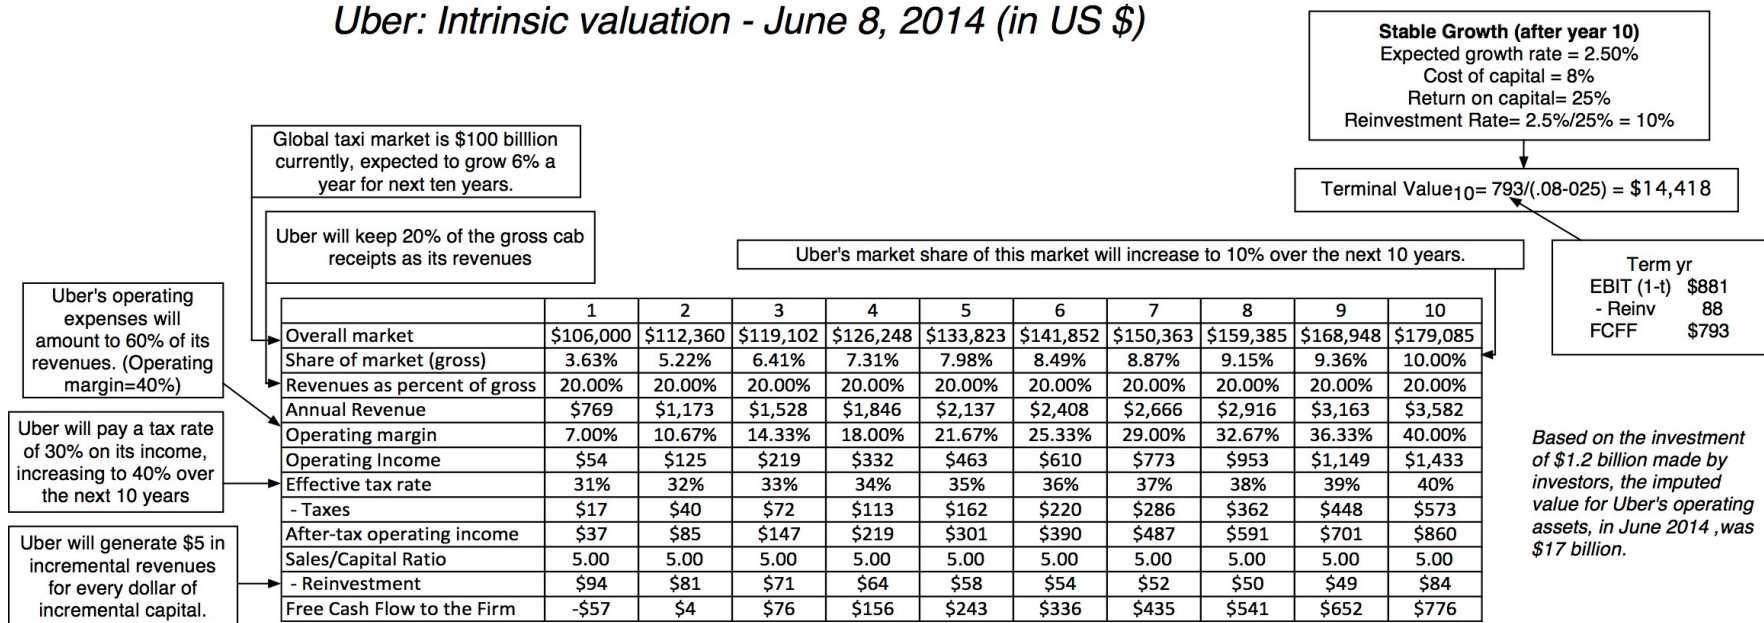 Uber: Intrinsic valuation - June 8, 2014 (in US $)
Stable Growth (after year 10)
Expected growth rate = 2.50%
Cost of capital = 8%
Return on capital= 25%
Reinvestment Rate= 2.5%/25% = 10%
Global taxi market is $100 billlion
currently, expected to grow 6% a
year for next ten years.
Terminal Value10= 793/(.08-025) = $14,418
Uber will keep 20% of the gross cab
receipts as its revenues
Uber's market share of this market will increase to 10% over the next 10 years.
Term yr
EBIT (1-t) $881
- Reinv 88
FCFF $793
Uber's operating
expenses will
amount to 60% of its
revenues. (Operating
margin=40%)
Uber will pay a tax rate
of 30% on its income,
increasing to 40% over
the next 10 years
Uber will generate $5 in
incremental revenues
for every dollar of
incremental capital.
1 2 3 4 5 6 7 8 9 10
Overall market $106,000 $112,360 $119,102 $126,248 $133,823 $141,852 $150,363 $159,385 $168,948 $179,085
Share of market (gross) 3.63% 5.22% 6.41% 7.31% 7.98% 8.49% 8.87% 9.15% 9.36% 10.00%
Revenues as percent of gross 20.00% 20.00% 20.00% 20.00% 20.00% 20.00% 20.00% 20.00% 20.00% 20.00%
Annual Revenue $769 $1,173 $1,528 $1,846 $2,137 $2,408 $2,666 $2,916 $3,163 $3,582
Operating margin 7.00% 10.67% 14.33% 18.00% 21.67% 25.33% 29.00% 32.67% 36.33% 40.00%
Operating Income $54 $125 $219 $332 $463 $610 $773 $953 $1,149 $1,433
Effective tax rate 31% 32% 33% 34% 35% 36% 37% 38% 39% 40%
- Taxes $17 $40 $72 $113 $162 $220 $286 $362 $448 $573
After-tax operating income $37 $85 $147 $219 $301 $390 $487 $591 $701 $860
Sales/Capital Ratio 5.00 5.00 5.00 5.00 5.00 5.00 5.00 5.00 5.00 5.00
- Reinvestment $94 $81 $71 $64 $58 $54 $52 $50 $49 $84
Free Cash Flow to the Firm -$57 $4 $76 $156 $243 $336 $435 $541 $652 $776
Based on the investment
of $1.2 billion made by
investors, the imputed
value for Uber's operating
assets, in June 2014 ,was
$17 billion.